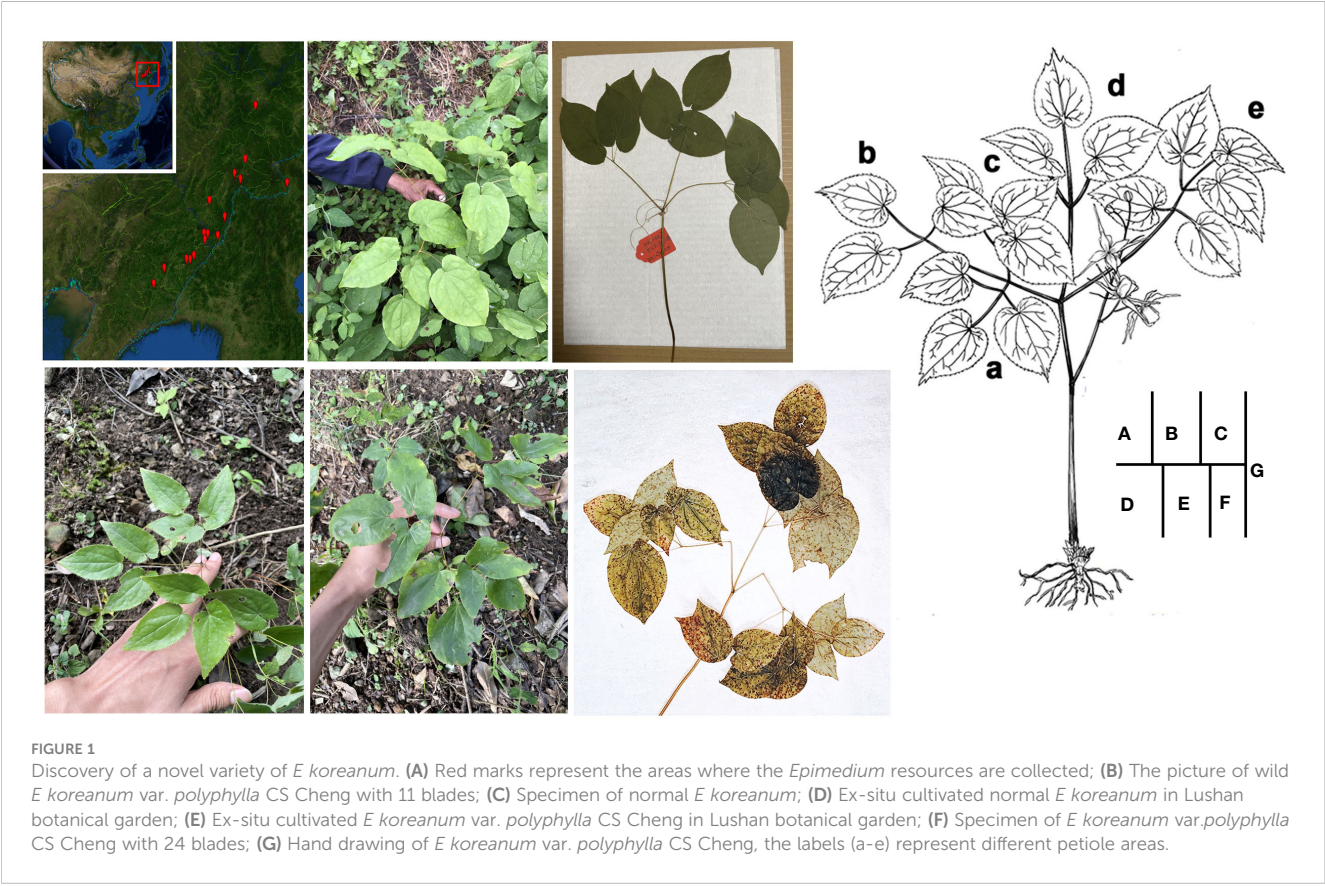 d
e
b
c
a
A
B
C
G
D
E
F
FIGURE 1
Discovery of a novel variety of E koreanum. (A) Red marks represent the areas where the Epimedium resources are collected; (B) The picture of wild
E koreanum var. polyphylla CS Cheng with 11 blades; (C) Specimen of normal E koreanum; (D) Ex-situ cultivated normal E koreanum in Lushan
botanical garden; (E) Ex-situ cultivated E koreanum var. polyphylla CS Cheng in Lushan botanical garden; (F) Specimen of E koreanum var.polyphylla
CS Cheng with 24 blades; (G) Hand drawing of E koreanum var. polyphylla CS Cheng, the labels (a-e) represent different petiole areas.